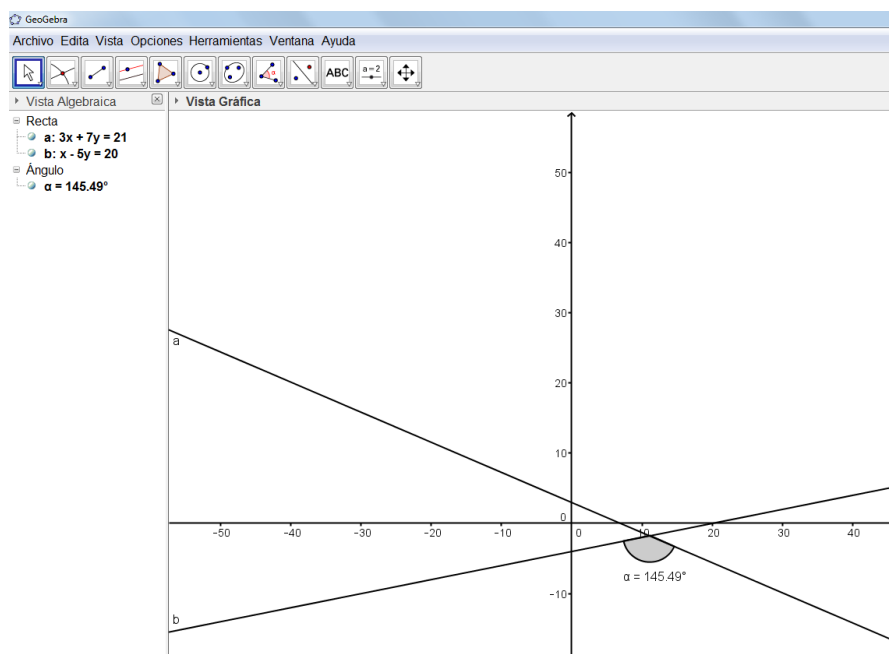 GeoGebra
Archivo Edita Vista Opciones Herramientas Ventana Ayuda
ABC a=2
Vista Algebraica
Vista Gráfica
Recta
a: 3x + 7y = 21
b: x - 5y = 20
Ángulo
α = 145.49°
50
40
30
a
20
10
0
-50 -40 -30 -20 -10 10 20 30 40
α = 145.49°
-10
b